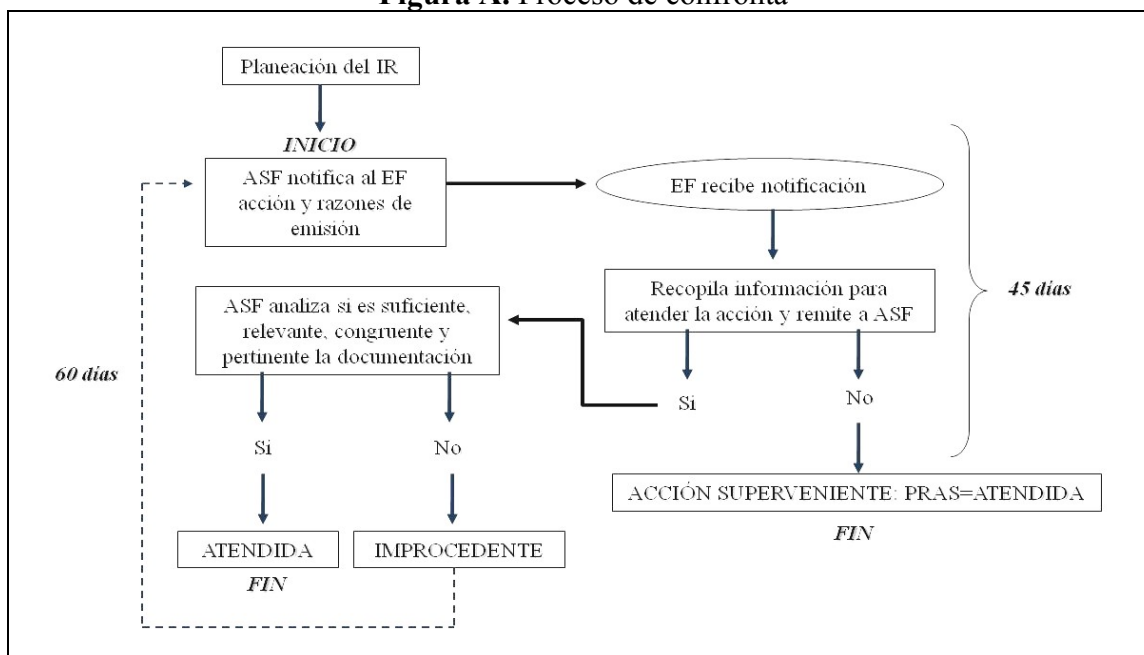 Figura A. Proceso de confronta
Planeación del IR
INICIO
ASF notifica al EF
acción y razones de
emisión
EF recibe notificación
Recopila información para
atender la acción y remite a ASF
45 días
ASF analiza si es suficiente,
relevante, congruente y
pertinente la documentación
60 días
Si
No
Si
No
ACCIÓN SUPERVENIENTE: PRAS=ATENDIDA
FIN
ATENDIDA
IMPROCEDENTE
FIN